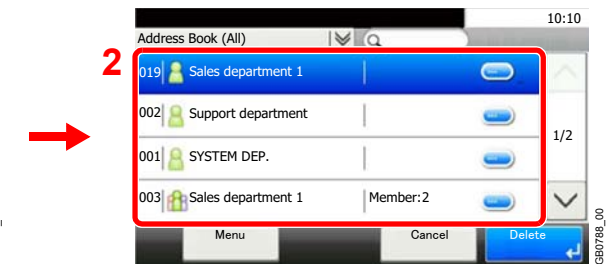 10:10
Address Book (All)
2
019 Sales department 1
002 Support department
1/2
001 SYSTEM DEP.
003 Sales department 1 Member:2
Menu Cancel Delete
GB0788_00